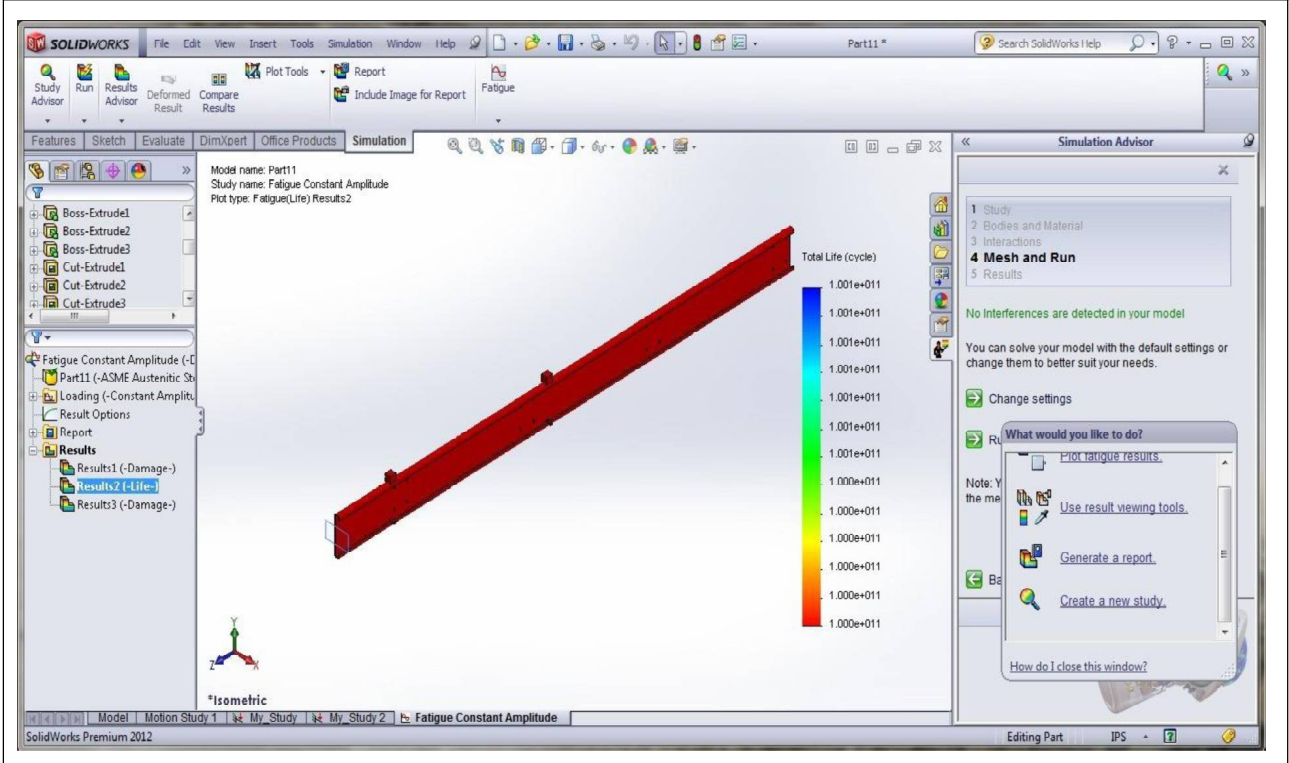 SOLIDWORKS File Edit View Insert Tools Simulation Window Help Part11 * Search SolidWorks Help
Study Advisor
Run
Results Advisor
Deformed Result
Compare Results
Plot Tools
Report
Include Image for Report
Fatigue
Features Sketch Evaluate DimXpert Office Products Simulation
Boss-Extrude1
Boss-Extrude2
Boss-Extrude3
Cut-Extrude1
Cut-Extrude2
Cut-Extrude3
Fatigue Constant Amplitude (-D
Part11 (-ASME Austenitic Ste
Loading (-Constant Amplitu
Result Options
Report
Results
Results1 (-Damage-)
Results2 (-Life-)
Results3 (-Damage-)
Model name: Part11
Study name: Fatigue Constant Amplitude
Plot type: Fatigue(Life) Results2
Total Life (cycle)
1.001e+011
1.001e+011
1.001e+011
1.001e+011
1.001e+011
1.001e+011
1.001e+011
1.000e+011
1.000e+011
1.000e+011
1.000e+011
1.000e+011
1.000e+011
Y
Z
X
*Isometric
Simulation Advisor
1 Study
2 Bodies and Material
3 Interactions
4 Mesh and Run
5 Results
No Interferences are detected in your model
You can solve your model with the default settings or
change them to better suit your needs.
Change settings
Ru
Note: Y
the me
Ba
What would you like to do?
Plot fatigue results.
Use result viewing tools.
Generate a report.
Create a new study.
How do I close this window?
Model Motion Study 1 My_Study My_Study 2 Fatigue Constant Amplitude
SolidWorks Premium 2012 Editing Part IPS